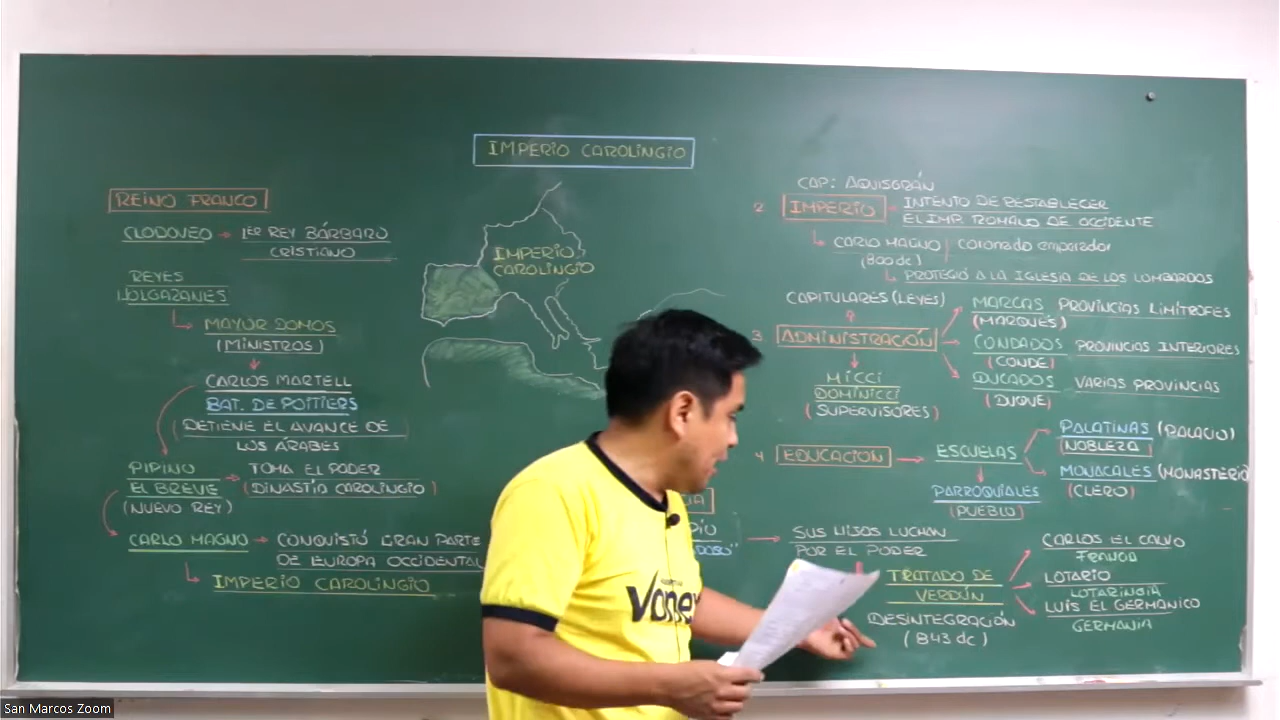 IMPERIO CAROLINGIO
REINO FRANCO
CLODOVEO
1ER REY BÁRBARO
CRISTIANO
REYES
HOLGAZANES
MAYORDOMOS
(MINISTROS)
CARLOS MARTELL
BAT. DE POITIERS
(DETIENE EL AVANCE DE
LOS ÁRABES
PIPINO
EL BREVE
(NUEVO REY)
TOMA EL PODER
(DINASTÍA CAROLINGIO)
CARLO MAGNO
CONQUISTÓ GRAN PARTE
DE EUROPA OCCIDENTAL
IMPERIO CAROLINGIO
IMPERIO
CAROLINGIO
CAP: AQUISGRÁN
2 IMPERIO
INTENTO DE RESTABLECER
EL IMP. ROMANO DE OCCIDENTE
CARLO MAGNO
(800 dc)
coronado emperador
PROTEGIÓ A LA IGLESIA DE LOS LOMBARDOS
CAPITULARES (LEYES)
3 ADMINISTRACIÓN
MICCI
DOMINICCI
(SUPERVISORES)
MARCAS PROVINCIAS LIMÍTROFES
(MARQUÉS)
CONDADOS PROVINCIAS INTERIORES
(CONDE)
DUCADOS VARIAS PROVINCIAS
(DUQUE)
4 EDUCACIÓN
ESCUELAS
PALATINAS (PALACIO)
NOBLEZA
MONACALES (MONASTERIO
(CLERO)
PARROQUIALES
(PUEBLO)
SUS HIJOS LUCHAN
POR EL PODER
TRATADO DE
VERDÚN
DESINTEGRACIÓN
(843 dc)
CARLOS EL CALVO
FRANCIA
LOTARIO
LOTARINGIA
LUIS EL GERMANICO
GERMANIA
San Marcos Zoom